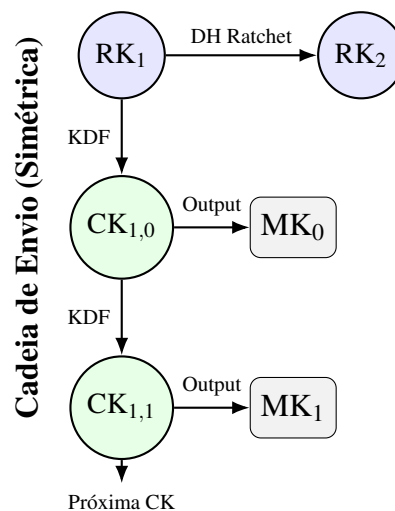 RK1
DH Ratchet
RK2
KDF
Cadeia de Envio (Simétrica)
CK1,0
Output
MK0
KDF
CK1,1
Output
MK1
Próxima CK